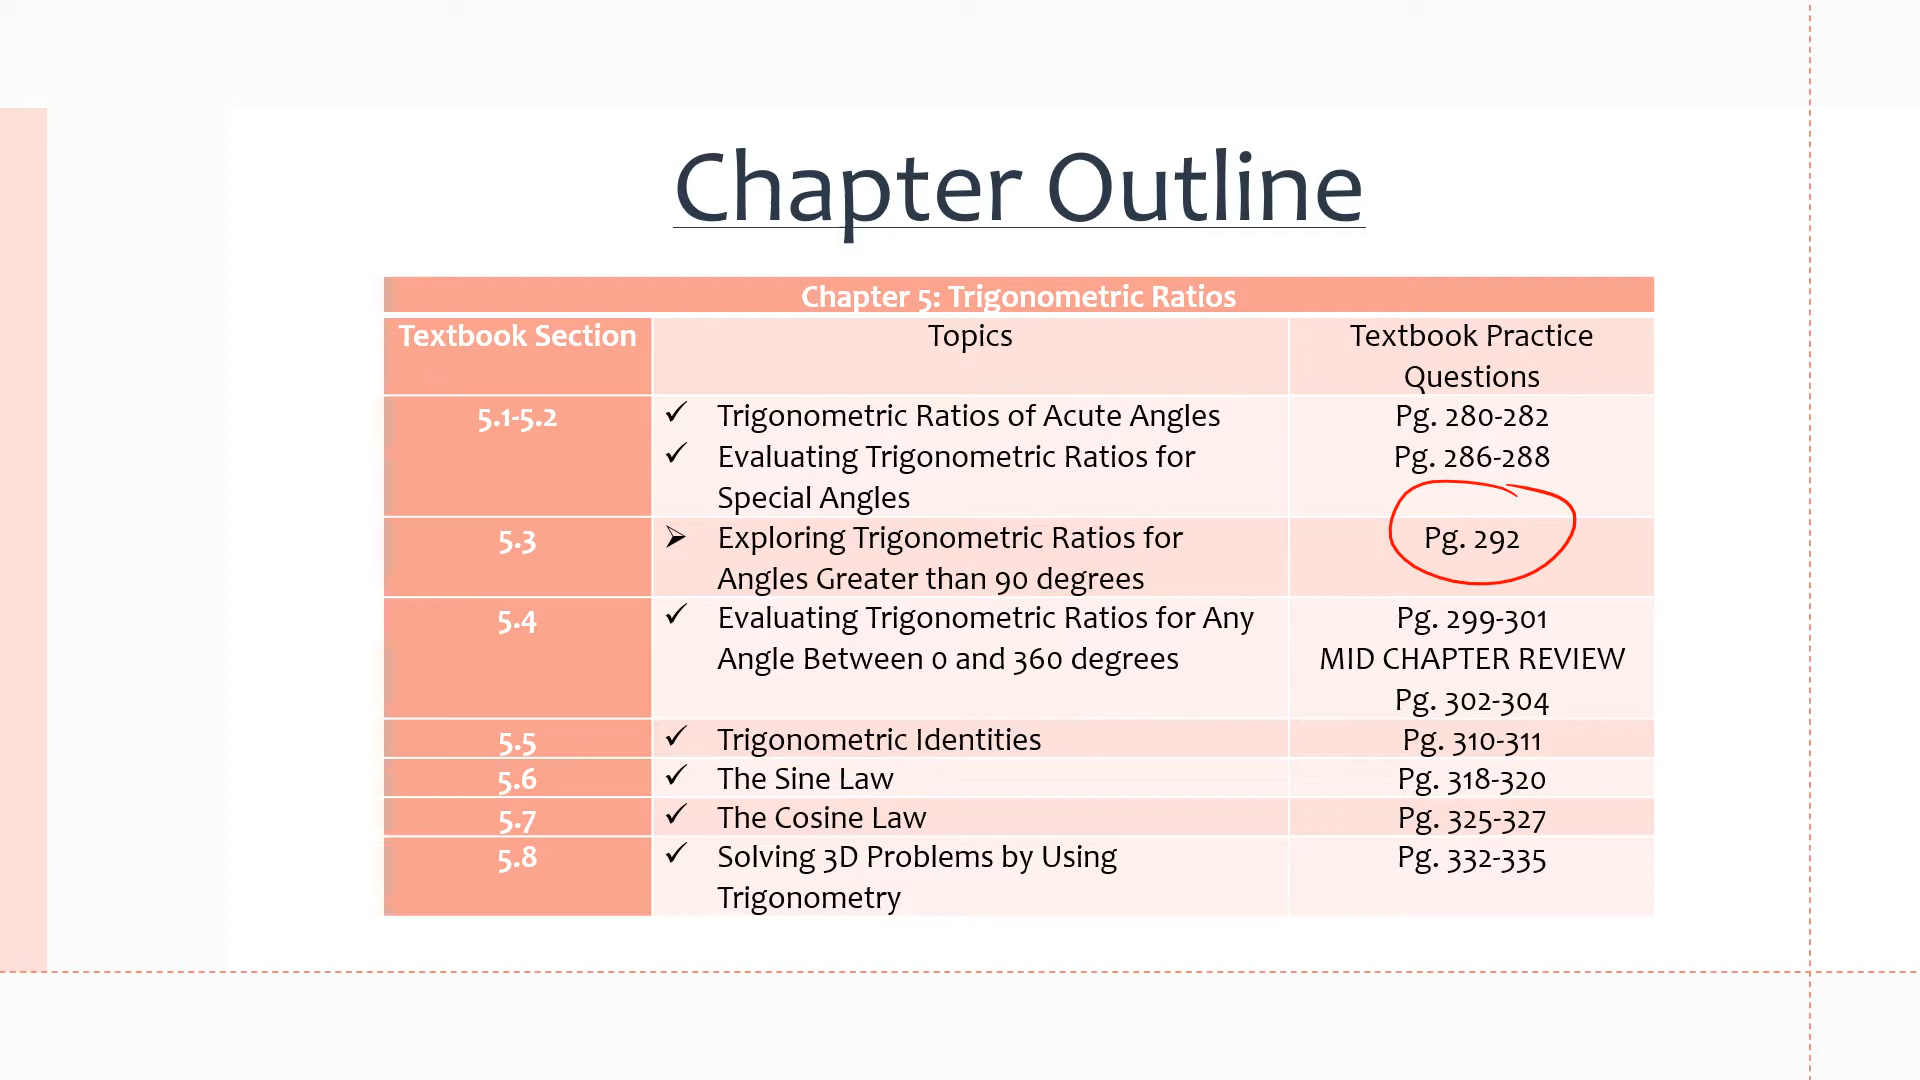 Chapter Outline
Chapter 5: Trigonometric Ratios
Textbook Section
Topics
Textbook Practice
Questions
5.1-5.2
✓ Trigonometric Ratios of Acute Angles
✓ Evaluating Trigonometric Ratios for
Special Angles
Pg. 280-282
Pg. 286-288
5.3
➢ Exploring Trigonometric Ratios for
Angles Greater than 90 degrees
Pg. 292
5.4
✓ Evaluating Trigonometric Ratios for Any
Angle Between 0 and 360 degrees
Pg. 299-301
MID CHAPTER REVIEW
Pg. 302-304
5.5
✓ Trigonometric Identities
Pg. 310-311
5.6
✓ The Sine Law
Pg. 318-320
5.7
✓ The Cosine Law
Pg. 325-327
5.8
✓ Solving 3D Problems by Using
Trigonometry
Pg. 332-335